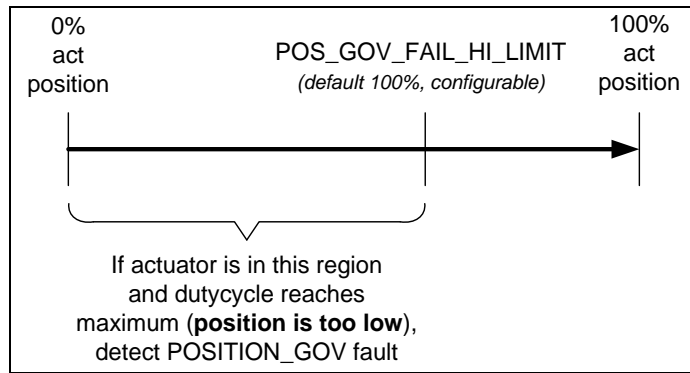 0%
act
position
POS_GOV_FAIL_HI_LIMIT
(default 100%, configurable)
100%
act
position
If actuator is in this region
and dutycycle reaches
maximum (position is too low),
detect POSITION_GOV fault